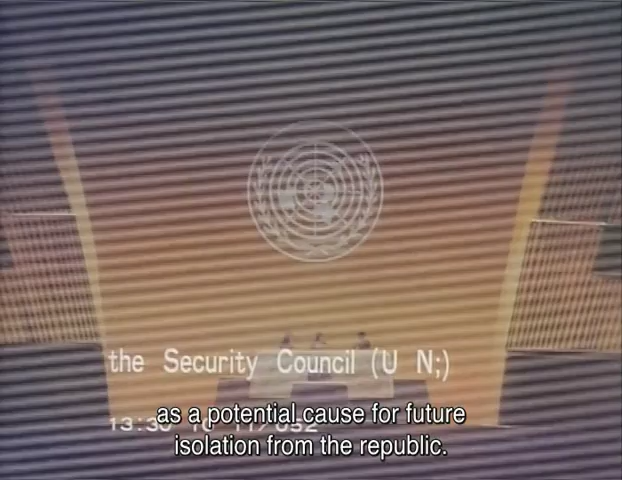 the Security Council (U N;)
as a potential cause for future
isolation from the republic.